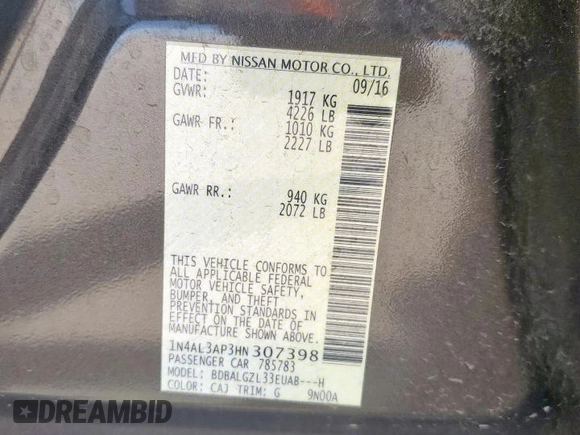 MFD BY NISSAN MOTOR CO., LTD.
DATE: 09/16
GVWR: 1917 KG
4226 LB
GAWR FR: 1010 KG
2227 LB
GAWR RR: 940 KG
2072 LB
THIS VEHICLE CONFORMS TO
ALL APPLICABLE FEDERAL
MOTOR VEHICLE SAFETY,
BUMPER, AND THEFT
PREVENTION STANDARDS
IN EFFECT ON THE DATE OF
MANUFACTURE SHOWN ABOVE.
1N4AL3AP3HN307398
PASSENGER CAR 785783
MODEL: BDBALGZL33EUAB---H
COLOR: CAJ TRIM: G 9N00A
DREAMBID
DREAMBID